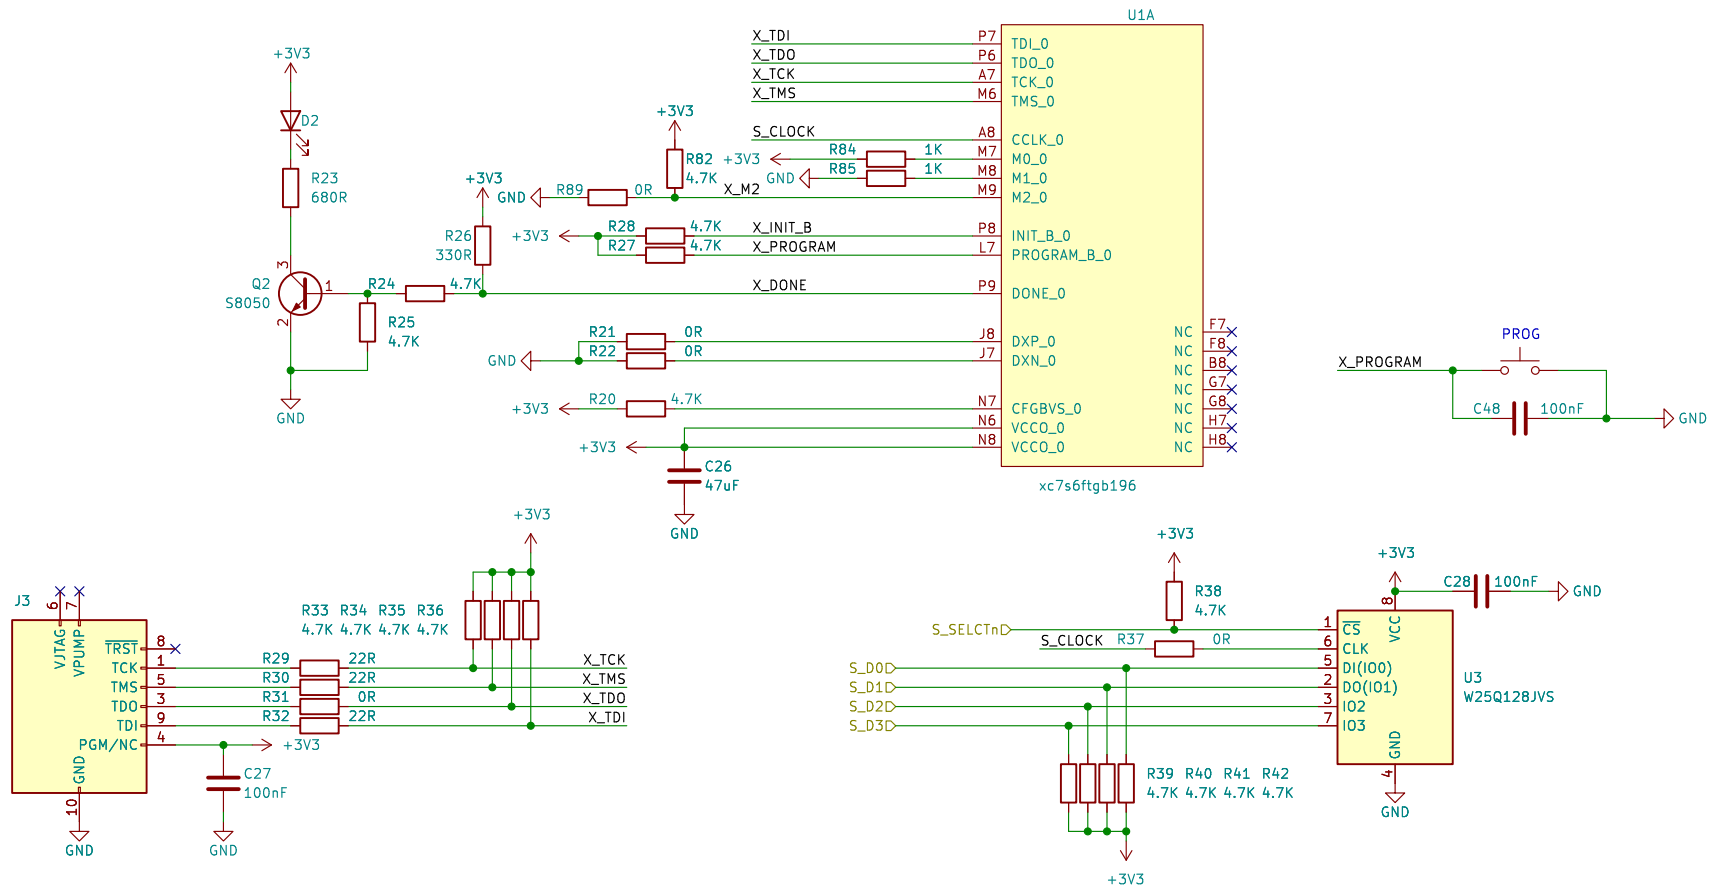 U1A
X_TDI P7 TDI_0
X_TDO P6 TDO_0
X_TCK A7 TCK_0
X_TMS M6 TMS_0
S_CLOCK A8 CCLK_0
+3V3 R84 1K M7 M0_0
GND R85 1K M8 M1_0
+3V3
R82
4.7K
GND R89 0R X_M2 M9 M2_0
+3V3 R28 4.7K X_INIT_B P8 INIT_B_0
R27 4.7K X_PROGRAM L7 PROGRAM_B_0
X_DONE P9 DONE_0
R21 0R J8 DXP_0
GND R22 0R J7 DXN_0
+3V3 R20 4.7K N7 CFGBVS_0
N6 VCCO_0
+3V3 N8 VCCO_0
C26
47uF
GND
NC F7
NC F8
NC B8
NC G7
NC G8
NC H7
NC H8
xc7s6ftgb196
+3V3
D2
R23
680R
+3V3
R26
330R
3
Q2 1
S8050
2
R24 4.7K
R25
4.7K
GND
PROG
X_PROGRAM
C48 100nF
GND
+3V3
R33 R34 R35 R36
4.7K 4.7K 4.7K 4.7K
J3
6 7
VJTAG VPUMP
TRST 8
TCK 1 R29 22R X_TCK
TMS 5 R30 22R X_TMS
TDO 3 R31 0R X_TDO
TDI 9 R32 22R X_TDI
PGM/NC 4 +3V3
GND
10
GND
C27
100nF
GND
+3V3
R38
4.7K
+3V3
C28 100nF
GND
8
VCC
S_SELCTn 1 CS
S_CLOCK R37 0R 6 CLK
S_D0 5 DI(IO0)
S_D1 2 DO(IO1)
S_D2 3 IO2
S_D3 7 IO3
U3
W25Q128JVS
GND
4
GND
R39 R40 R41 R42
4.7K 4.7K 4.7K 4.7K
+3V3